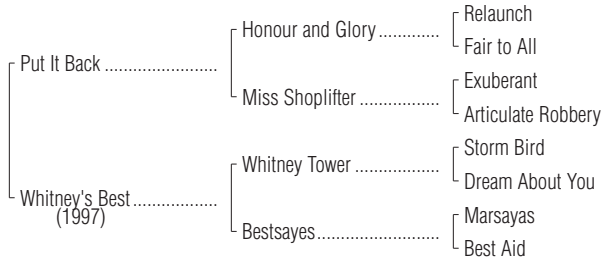 Relaunch
Honour and Glory .............
Fair to All
Put It Back ........................
Exuberant
Miss Shoplifter .................
Articulate Robbery
Storm Bird
Whitney Tower ..................
Dream About You
Whitney's Best ..................
(1997)
Marsayas
Bestsayes..........................
Best Aid